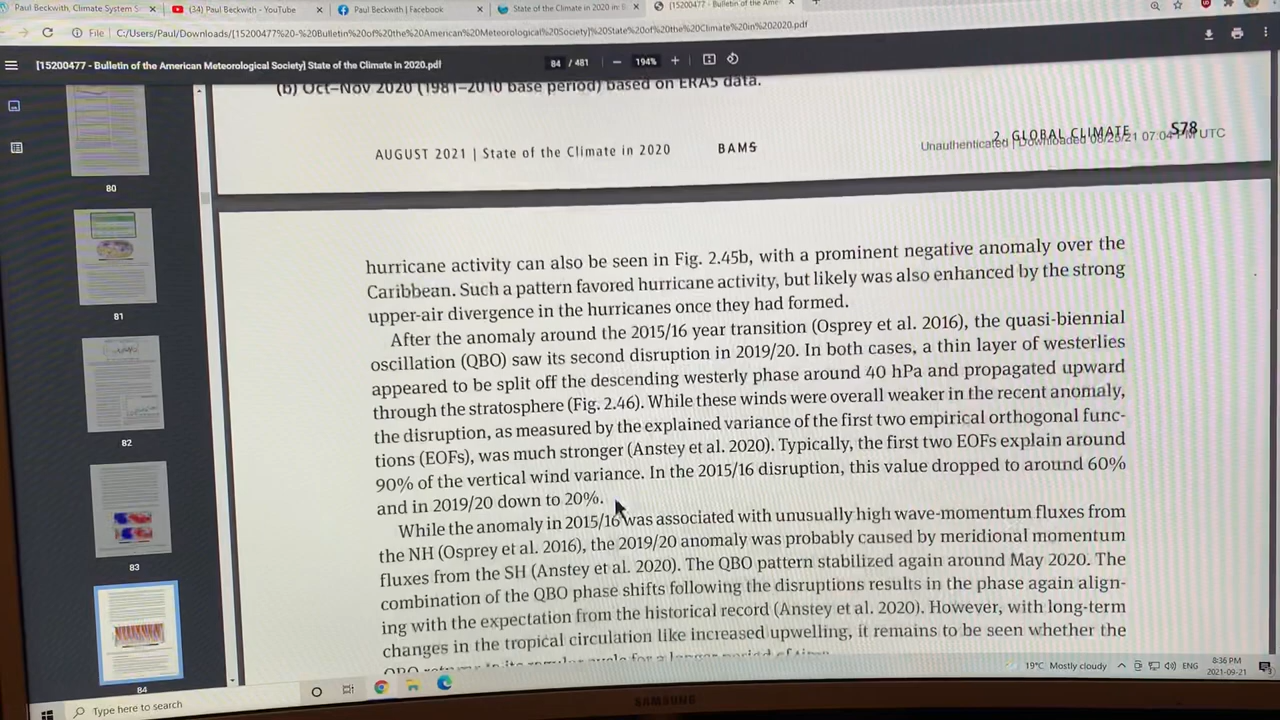 Paul Beckwith, Climate System S
(34) Paul Beckwith - YouTube
Paul Beckwith | Facebook
State of the Climate in 2020 in B
[15200477 - Bulletin of the Ame
File | C:/Users/Paul/Downloads/[15200477%20-%20Bulletin%20of%20the%20American%20Meteorological%20Society]%20State%20of%20the%20Climate%20in%202020.pdf
[15200477 - Bulletin of the American Meteorological Society] State of the Climate in 2020.pdf
84 / 481
194%
(b) Oct–Nov 2020 (1981–2010 base period) based on ERA5 data.
AUGUST 2021 | State of the Climate in 2020
BAMS
2. GLOBAL CLIMATE
S78
Unauthenticated | Downloaded 08/25/21 07:04 PM UTC
80
81
82
83
84
hurricane activity can also be seen in Fig. 2.45b, with a prominent negative anomaly over the
Caribbean. Such a pattern favored hurricane activity, but likely was also enhanced by the strong
upper-air divergence in the hurricanes once they had formed.
After the anomaly around the 2015/16 year transition (Osprey et al. 2016), the quasi-biennial
oscillation (QBO) saw its second disruption in 2019/20. In both cases, a thin layer of westerlies
appeared to be split off the descending westerly phase around 40 hPa and propagated upward
through the stratosphere (Fig. 2.46). While these winds were overall weaker in the recent anomaly,
the disruption, as measured by the explained variance of the first two empirical orthogonal func-
tions (EOFs), was much stronger (Anstey et al. 2020). Typically, the first two EOFs explain around
90% of the vertical wind variance. In the 2015/16 disruption, this value dropped to around 60%
and in 2019/20 down to 20%.
While the anomaly in 2015/16 was associated with unusually high wave-momentum fluxes from
the NH (Osprey et al. 2016), the 2019/20 anomaly was probably caused by meridional momentum
fluxes from the SH (Anstey et al. 2020). The QBO pattern stabilized again around May 2020. The
combination of the QBO phase shifts following the disruptions results in the phase again align-
ing with the expectation from the historical record (Anstey et al. 2020). However, with long-term
changes in the tropical circulation like increased upwelling, it remains to be seen whether the
Type here to search
19°C Mostly cloudy
ENG
8:36 PM
2021-09-21
SAMSUNG